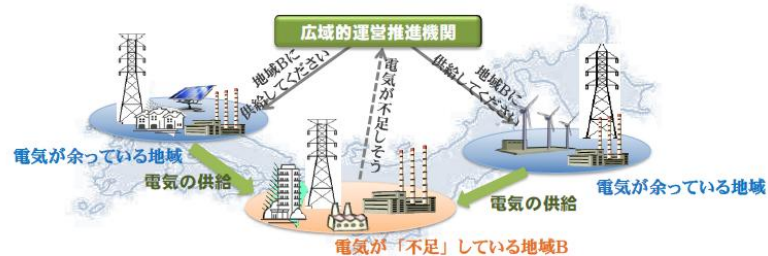 広域的運営推進機関
地域Bに
供給してください
電気が不足しそう
地域Bに
供給してください
電気が余っている地域
電気の供給
電気の供給
電気が余っている地域
電気が「不足」している地域B